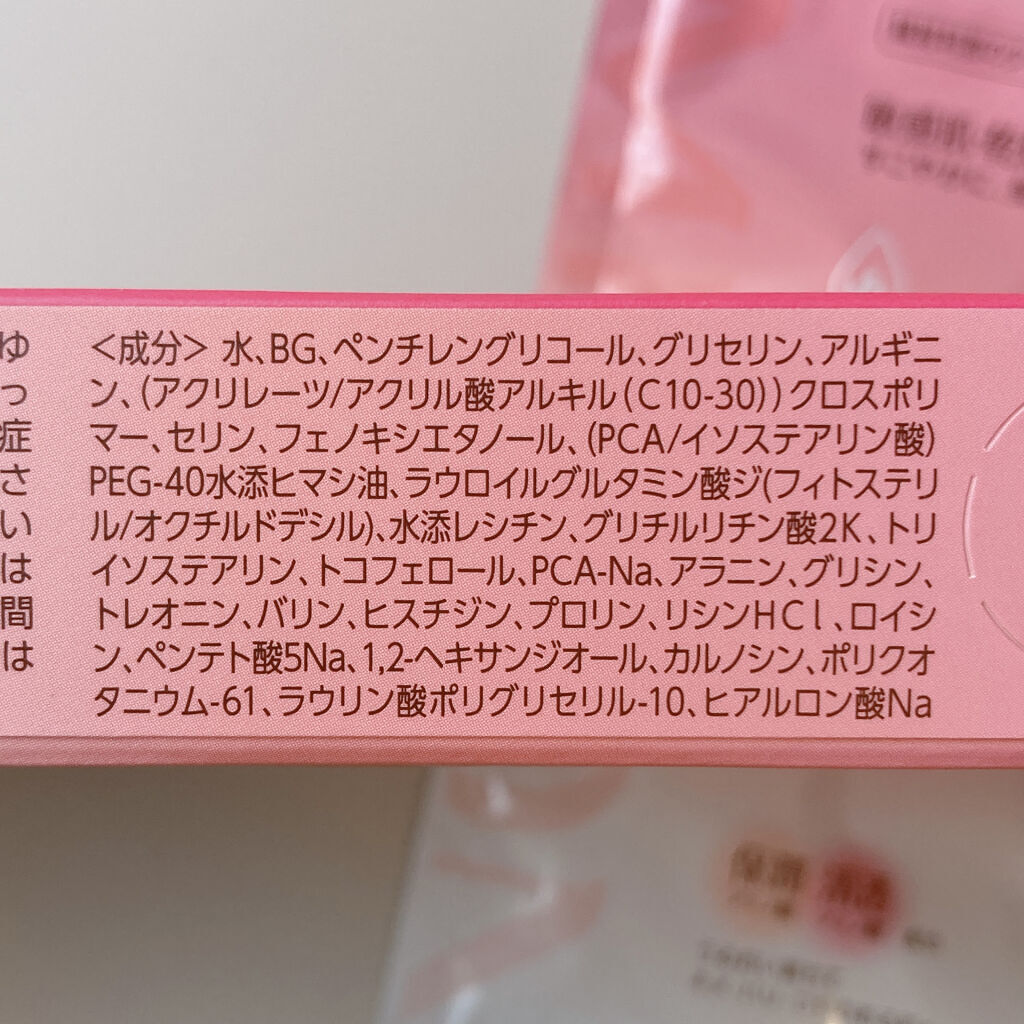 敏感肌・乾
ゆ
っ
症
さ
い
は
間
は
＜成分＞ 水、BG、ペンチレングリコール、グリセリン、アルギニ
ン、（アクリレーツ/アクリル酸アルキル（C10-30））クロスポリ
マー、セリン、フェノキシエタノール、（PCA/イソステアリン酸）
PEG-40水添ヒマシ油、ラウロイルグルタミン酸ジ(フィトステリ
ル/オクチルドデシル)、水添レシチン、グリチルリチン酸2K、トリ
イソステアリン、トコフェロール、PCA-Na、アラニン、グリシン、
トレオニン、バリン、ヒスチジン、プロリン、リシンHCl、ロイシ
ン、ペンテト酸5Na、1,2-ヘキサンジオール、カルノシン、ポリクオ
タニウム-61、ラウリン酸ポリグリセリル-10、ヒアルロン酸Na